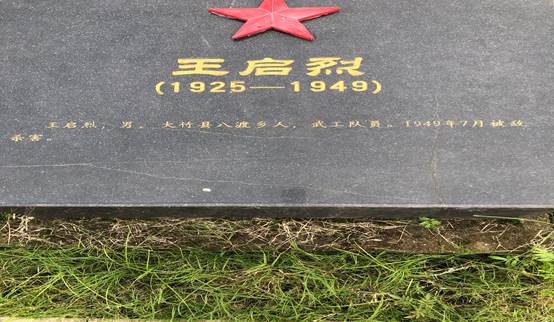 王启烈
(1925—1949)
王启烈，男。大竹县八渡乡人，武工队员。1949年7月被敌
杀害。